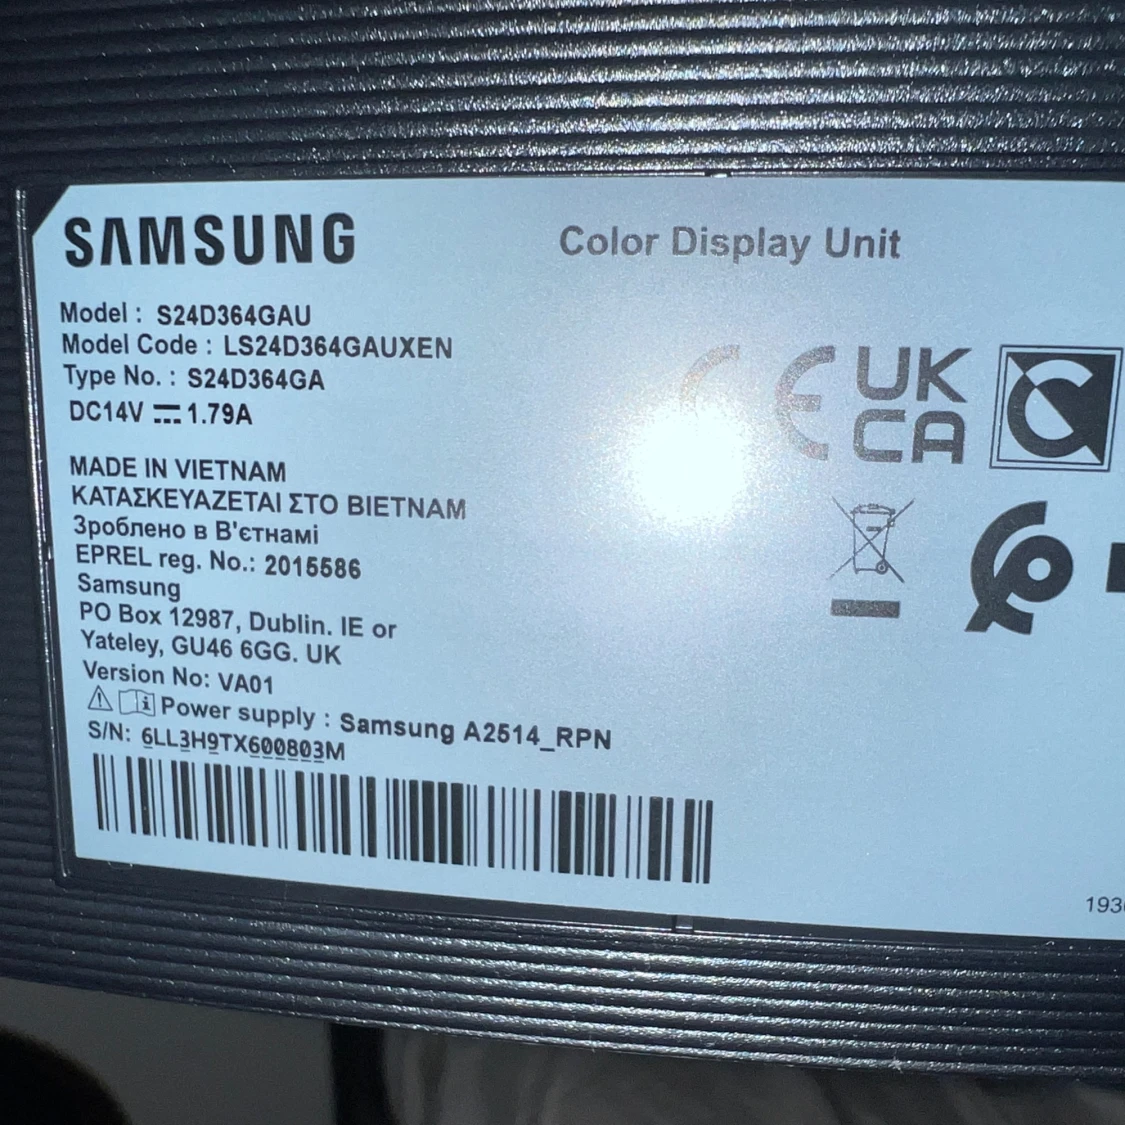 SAMSUNG
Color Display Unit
Model : S24D364GAU
Model Code : LS24D364GAUXEN
Type No. : S24D364GA
DC14V ⎓ 1.79A
CE UK
CA
MADE IN VIETNAM
ΚΑΤΑΣΚΕΥΑΖΕΤΑΙ ΣΤΟ ΒΙΕΤΝΑΜ
Зроблено в В'єтнамі
EPREL reg. No.: 2015586
Samsung
PO Box 12987, Dublin. IE or
Yateley, GU46 6GG. UK
Version No: VA01
Power supply : Samsung A2514_RPN
S/N: 6LL3H9TX600803M